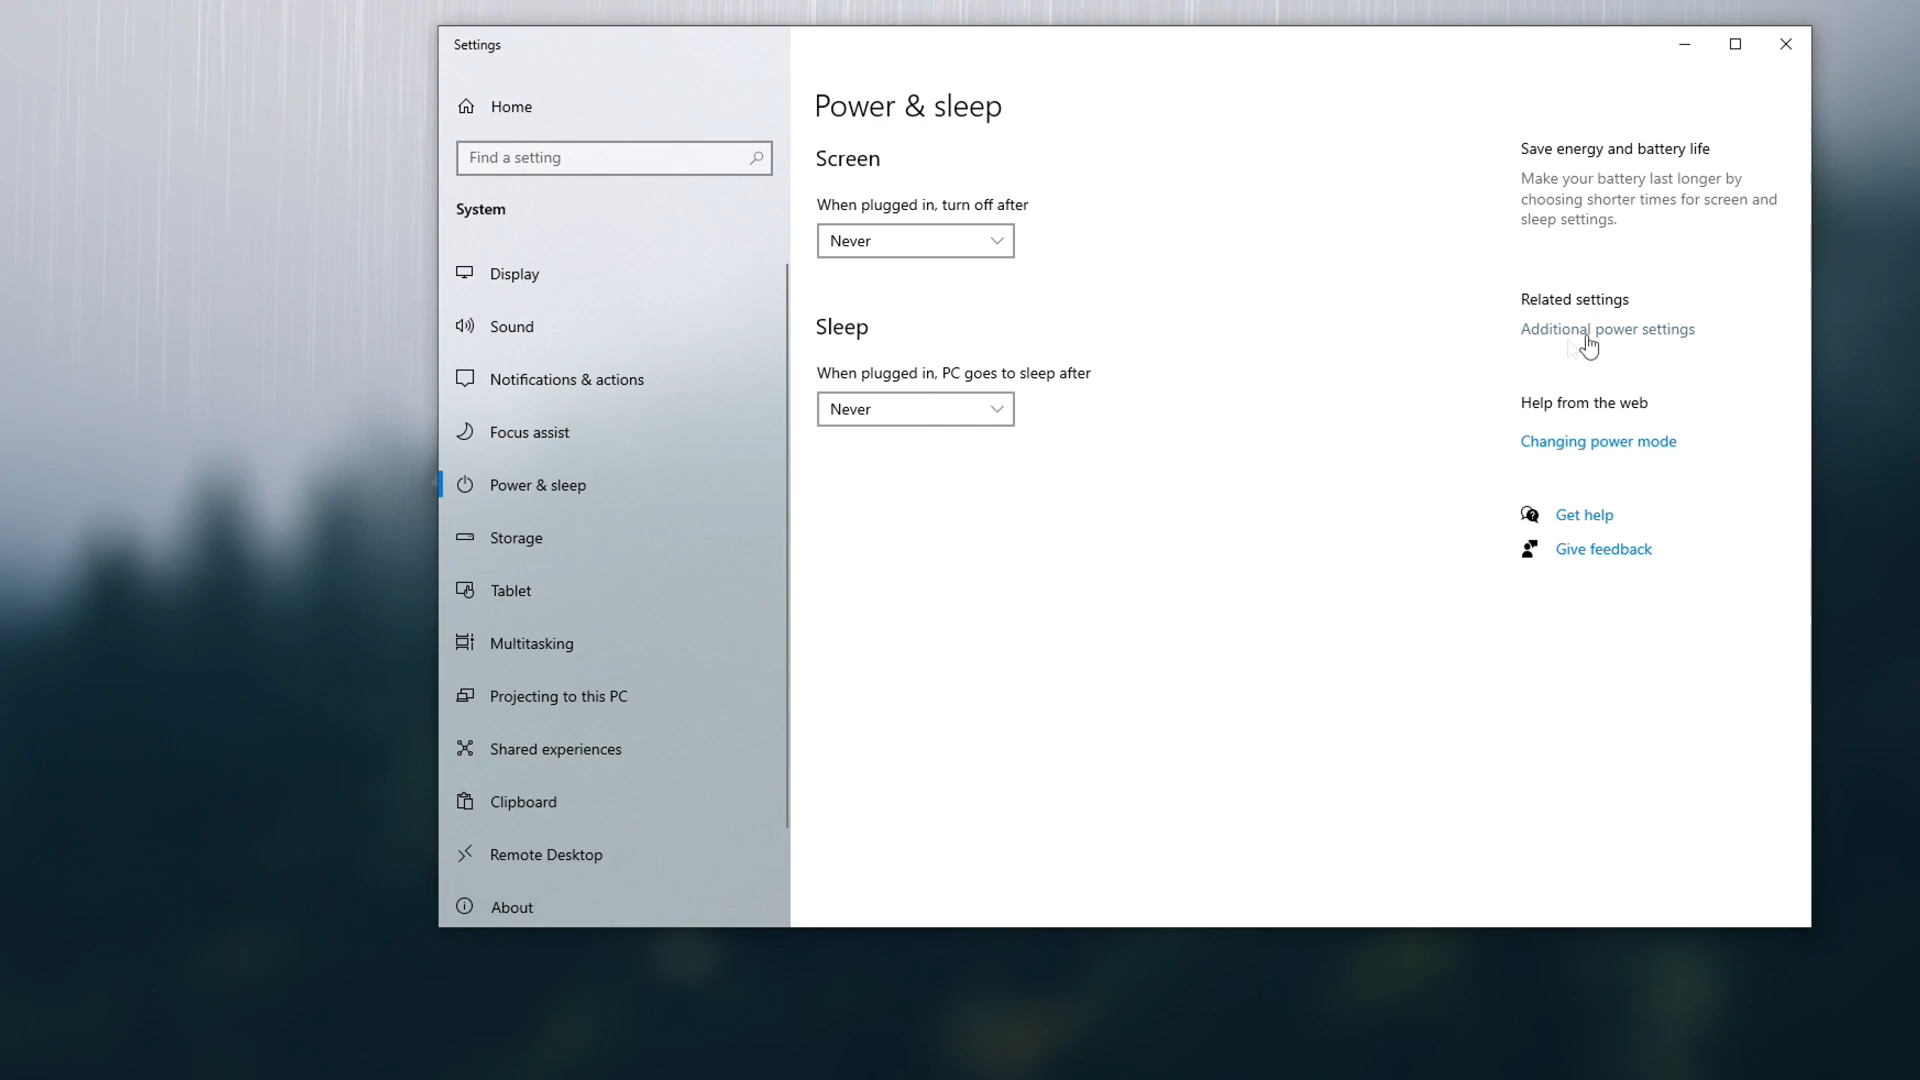 Settings
Home
Find a setting
System
Display
Sound
Notifications & actions
Focus assist
Power & sleep
Storage
Tablet
Multitasking
Projecting to this PC
Shared experiences
Clipboard
Remote Desktop
About
Power & sleep
Screen
When plugged in, turn off after
Never
Sleep
When plugged in, PC goes to sleep after
Never
Save energy and battery life
Make your battery last longer by
choosing shorter times for screen and
sleep settings.
Related settings
Additional power settings
Help from the web
Changing power mode
Get help
Give feedback